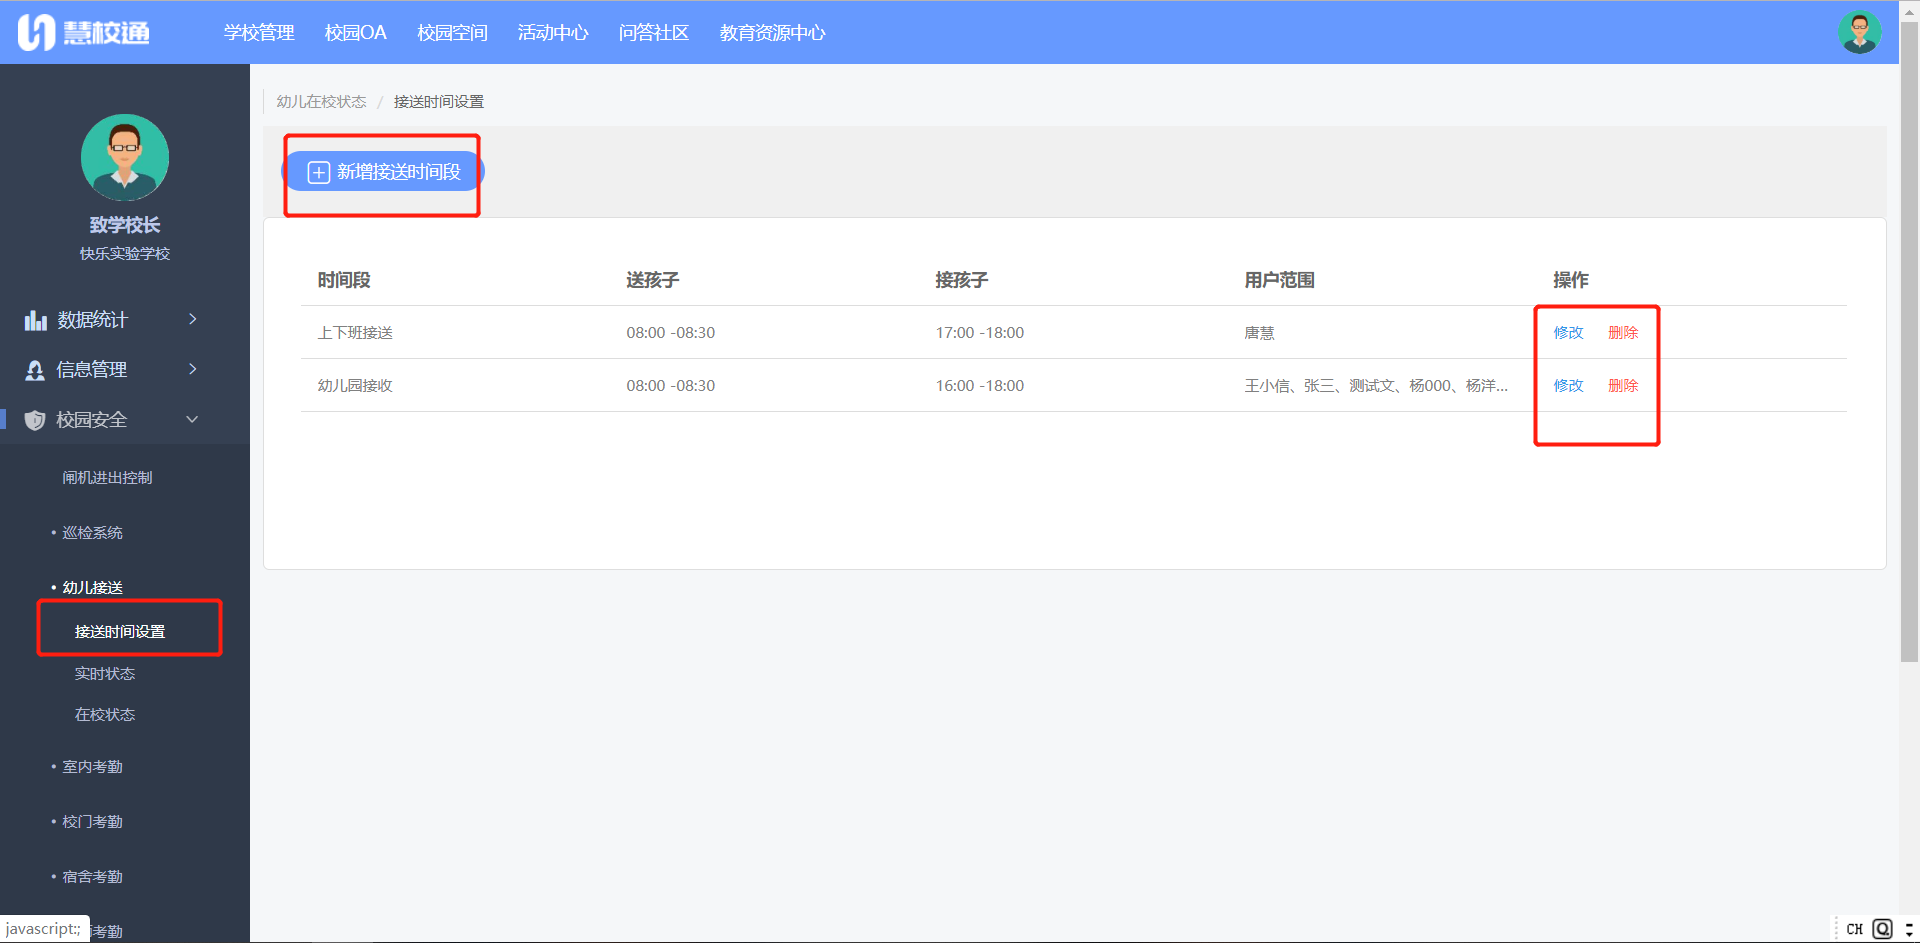 慧校通
学校管理 校园OA 校园空间 活动中心 问答社区 教育资源中心
致学校长
快乐实验学校
数据统计
信息管理
校园安全
闸机进出控制
• 巡检系统
• 幼儿接送
接送时间设置
实时状态
在校状态
• 室内考勤
• 校门考勤
• 宿舍考勤
考勤
javascript:;
幼儿在校状态 / 接送时间设置
新增接送时间段
时间段 送孩子 接孩子 用户范围 操作
上下班接送 08:00 -08:30 17:00 -18:00 唐慧 修改 删除
幼儿园接收 08:00 -08:30 16:00 -18:00 王小信、张三、测试文、杨000、杨洋... 修改 删除
CH